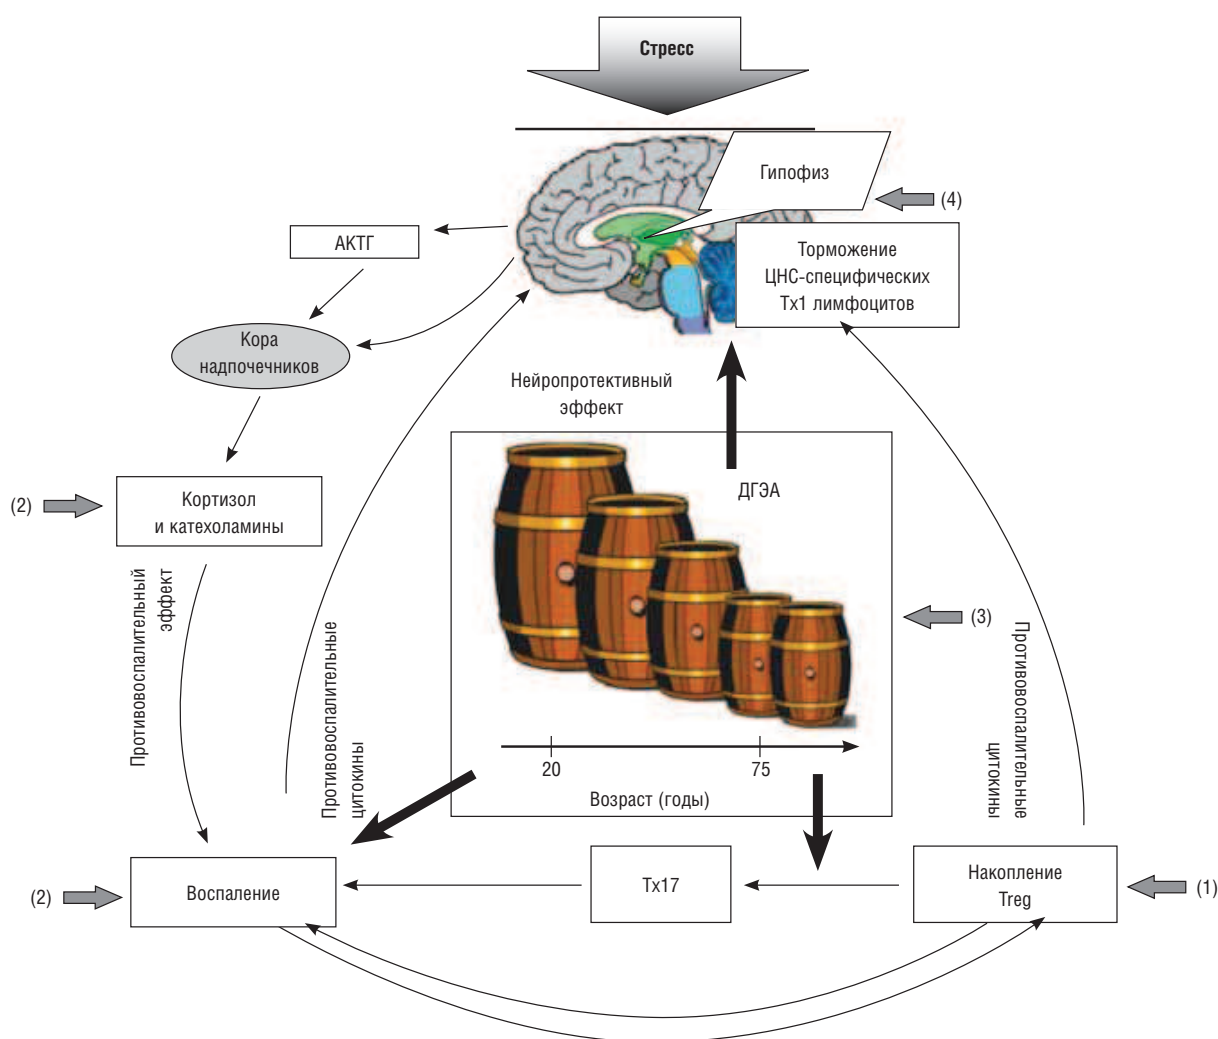 Стресс
Гипофиз
(4)
АКТГ
Торможение
ЦНС-специфических
Тх1 лимфоцитов
Кора
надпочечников
Нейропротективный
эффект
ДГЭА
(2)
Кортизол
и катехоламины
Противовоспалительный
эффект
Противовоспалительные
цитокины
(3)
Противовоспалительные
цитокины
20
75
Возраст (годы)
(2)
Воспаление
Тх17
Накопление
Treg
(1)